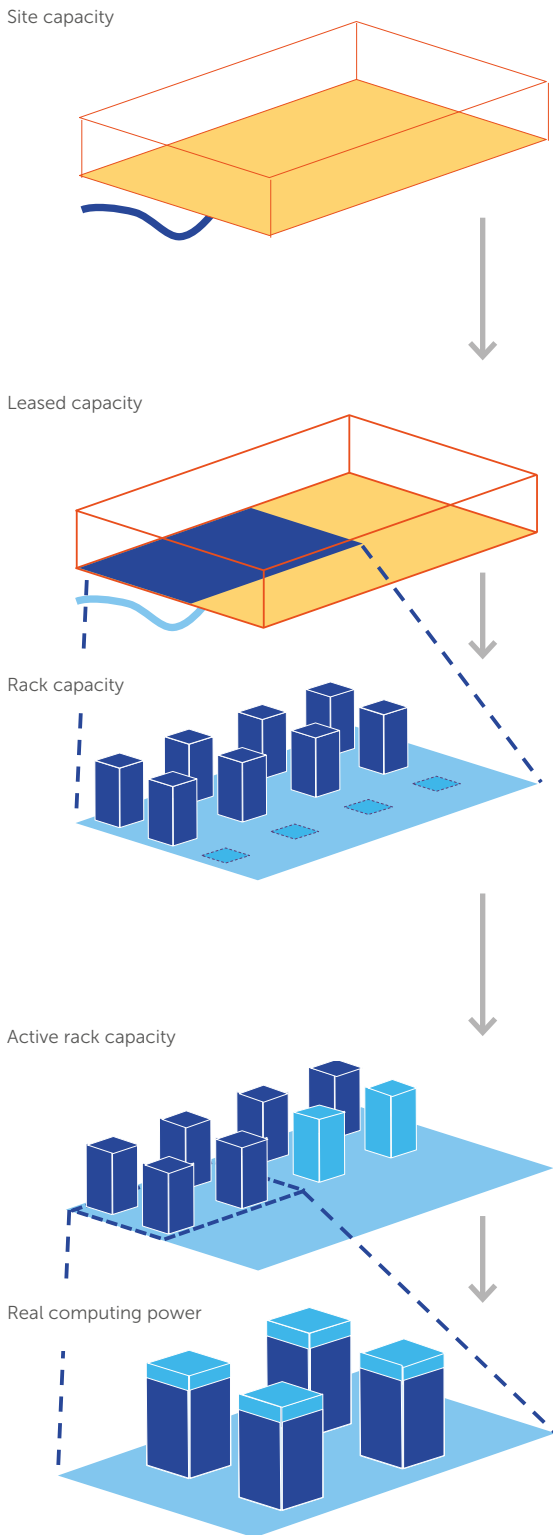 Site capacity
Leased capacity
Rack capacity
Active rack capacity
Real computing power